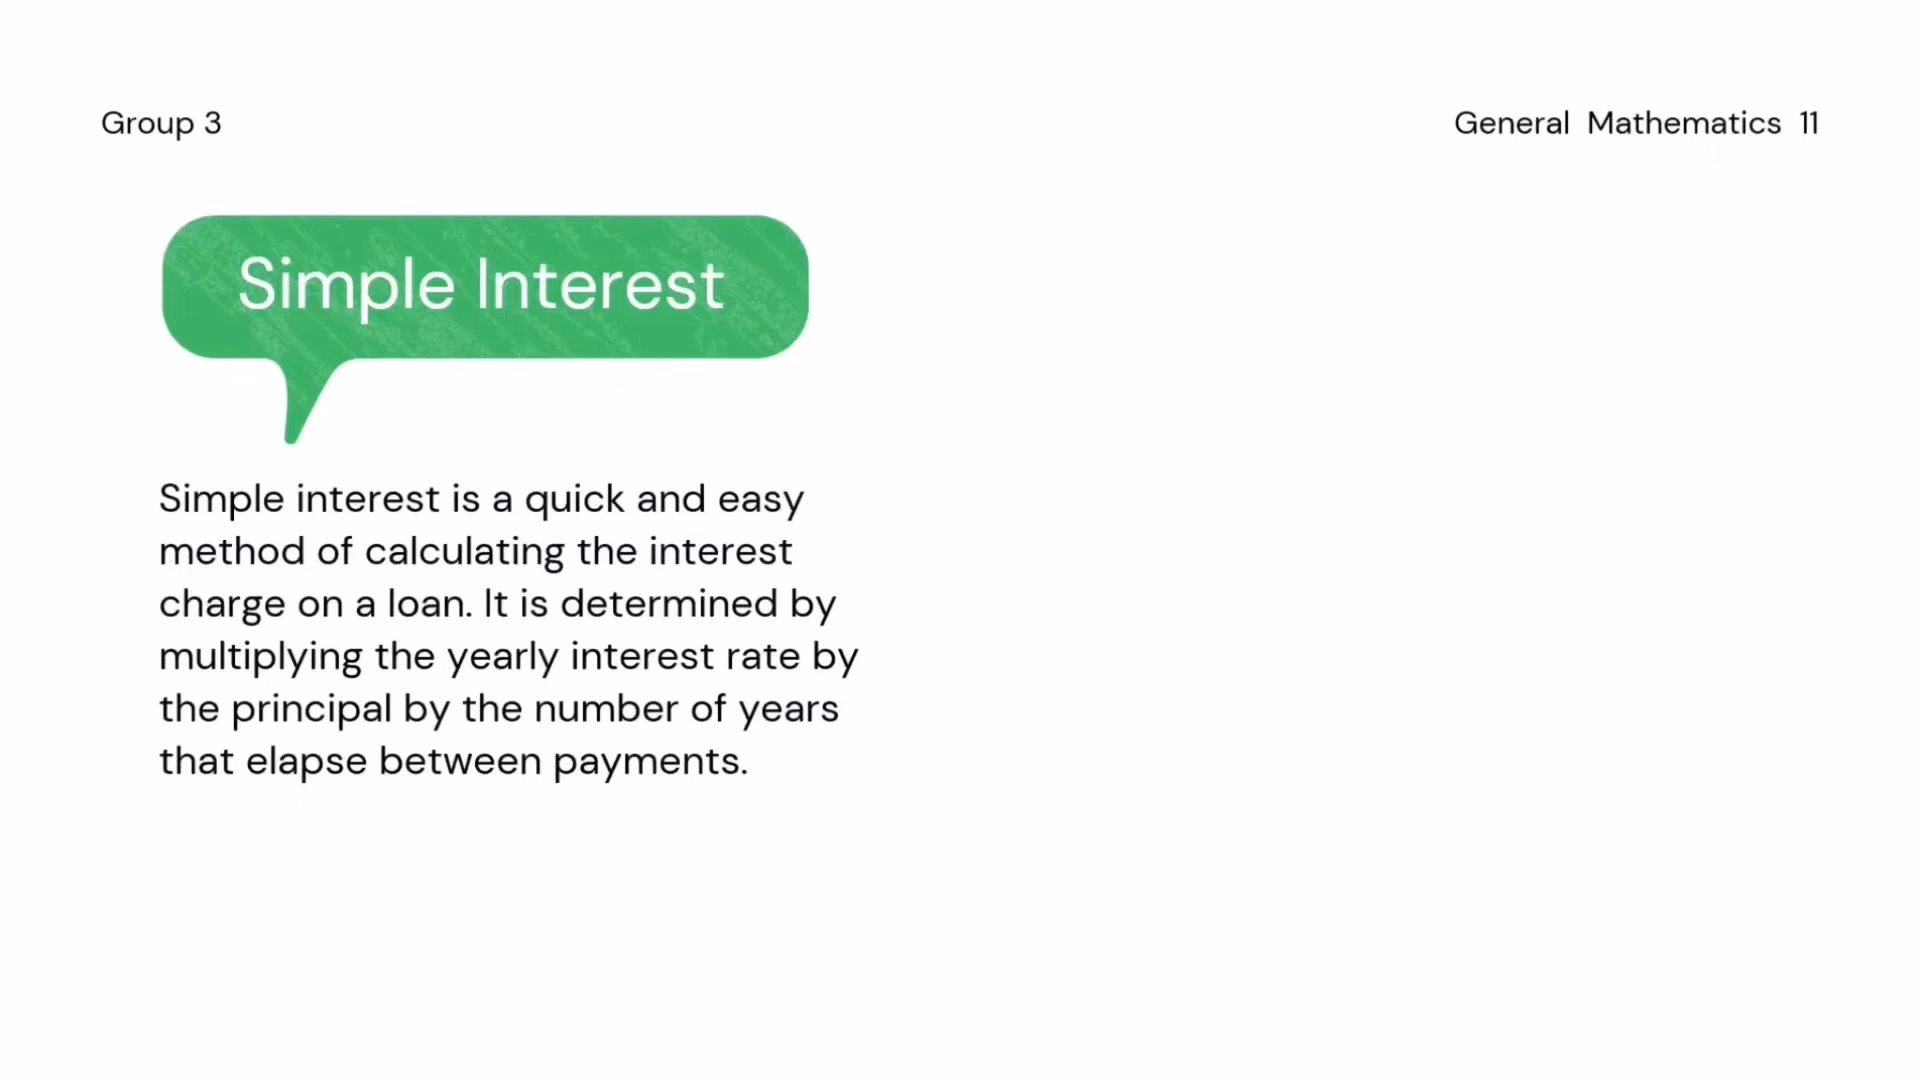 Group 3
General Mathematics 11
Simple Interest
Simple interest is a quick and easy
method of calculating the interest
charge on a loan. It is determined by
multiplying the yearly interest rate by
the principal by the number of years
that elapse between payments.